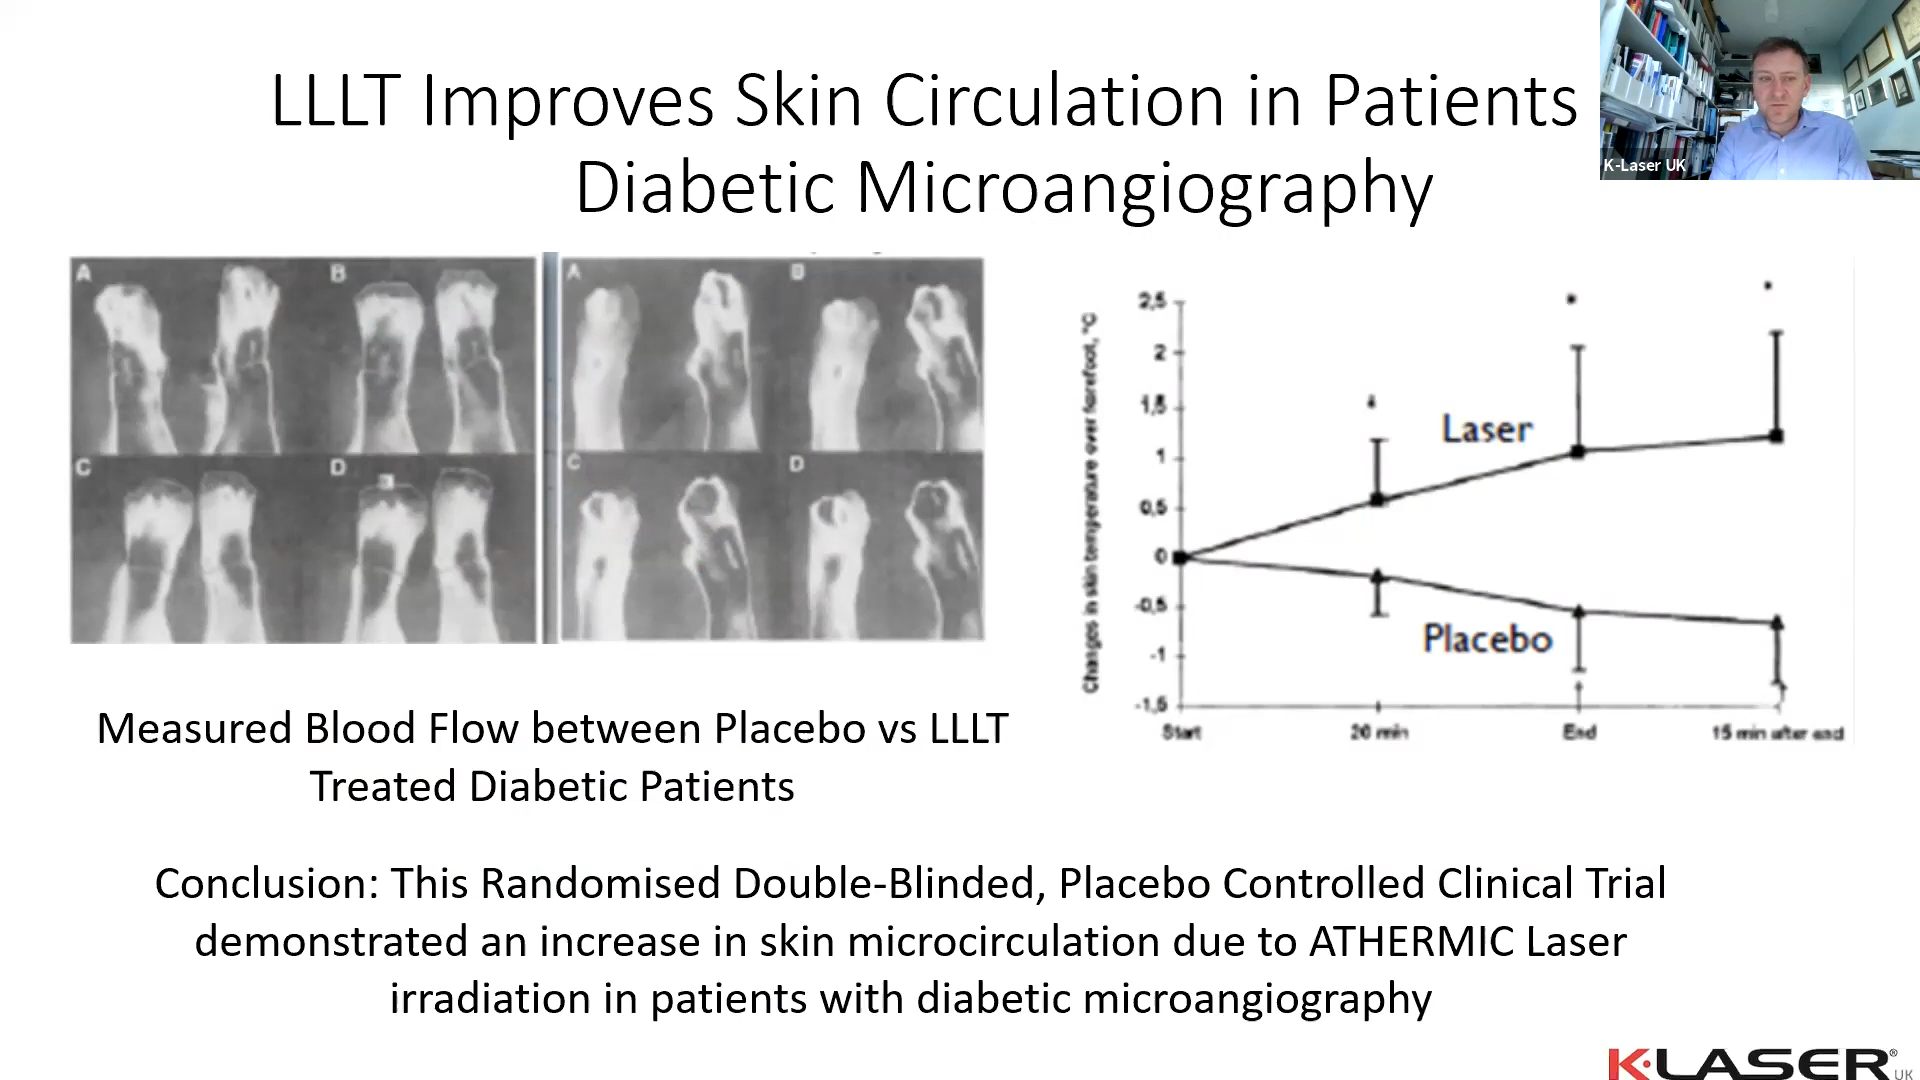 LLLT Improves Skin Circulation in Patients
Diabetic Microangiography
K-Laser UK
A
B
C
D
A
B
C
D
Changes in skin temperature over forefoot, °C
2,5
2
1,5
1
0,5
0
-0,5
-1
-1,5
Laser
Placebo
Start
20 min
End
15 min after end
Measured Blood Flow between Placebo vs LLLT
Treated Diabetic Patients
Conclusion: This Randomised Double-Blinded, Placebo Controlled Clinical Trial
demonstrated an increase in skin microcirculation due to ATHERMIC Laser
irradiation in patients with diabetic microangiography
K-LASER®
UK